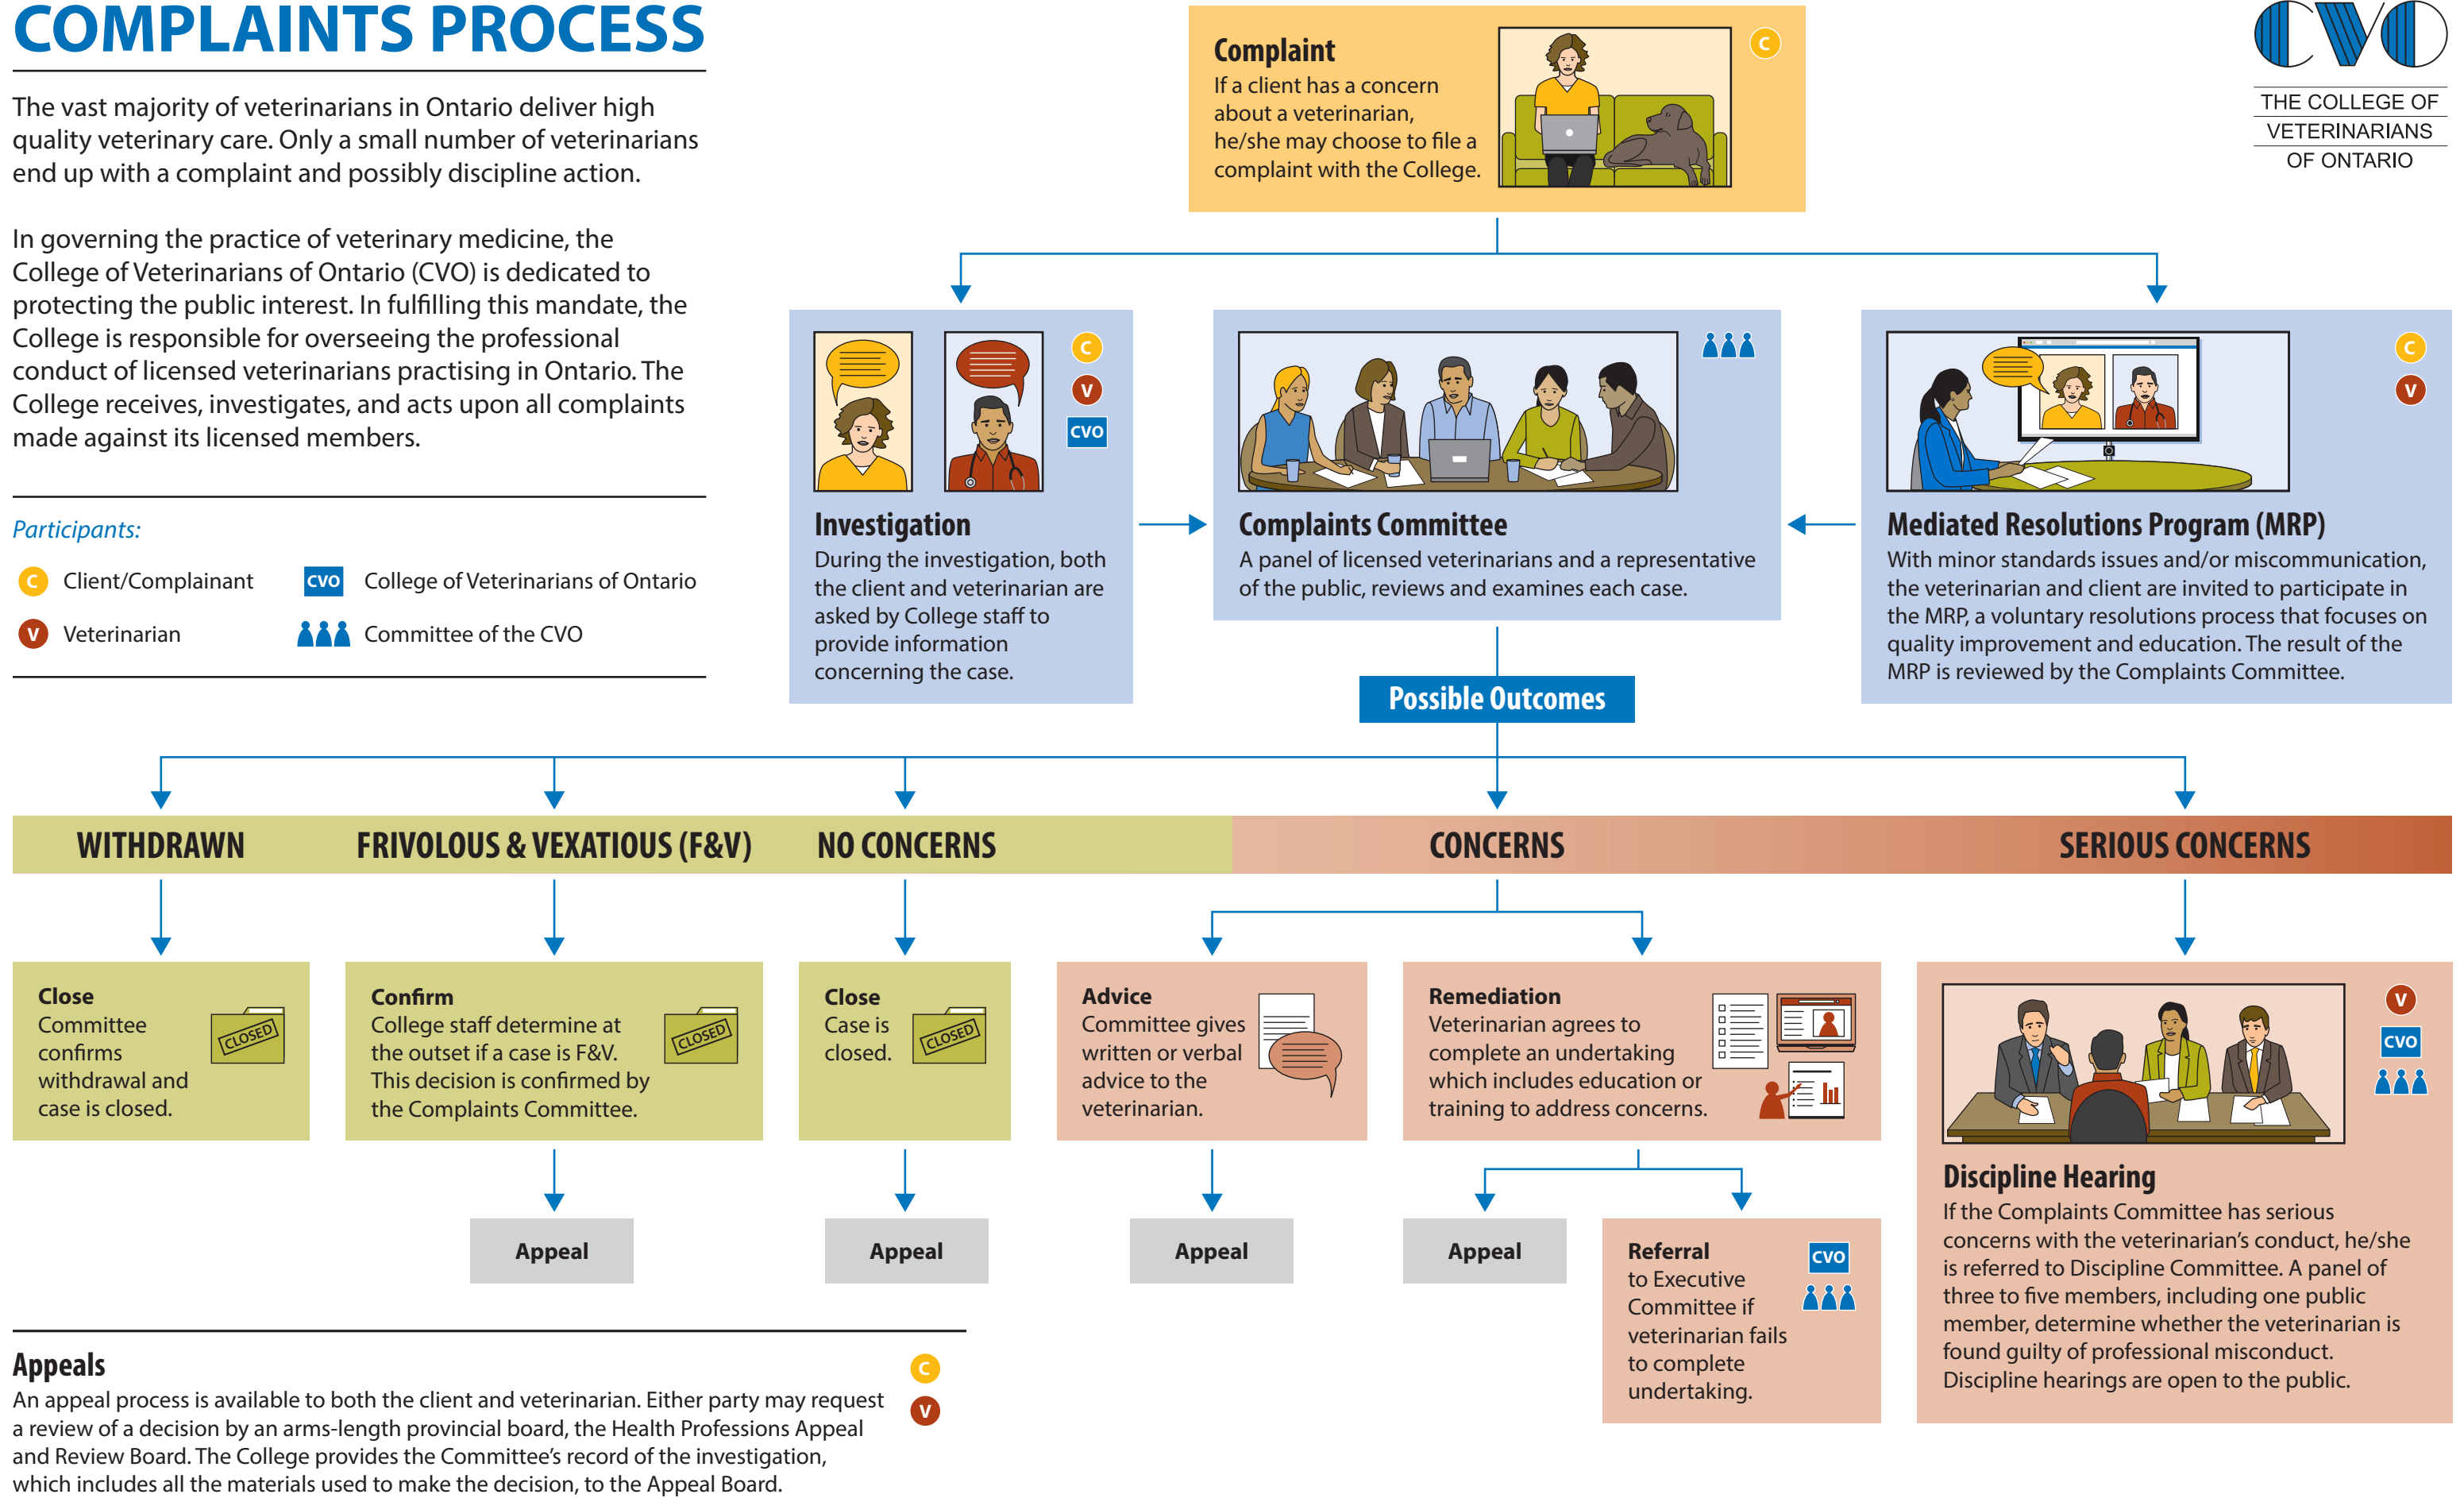 COMPLAINTS PROCESS
The vast majority of veterinarians in Ontario deliver high
quality veterinary care. Only a small number of veterinarians
end up with a complaint and possibly discipline action.
In governing the practice of veterinary medicine, the
College of Veterinarians of Ontario (CVO) is dedicated to
protecting the public interest. In fulfilling this mandate, the
College is responsible for overseeing the professional
conduct of licensed veterinarians practising in Ontario. The
College receives, investigates, and acts upon all complaints
made against its licensed members.
Participants:
C Client/Complainant
CVO College of Veterinarians of Ontario
V Veterinarian
Committee of the CVO
Complaint
If a client has a concern
about a veterinarian,
he/she may choose to file a
complaint with the College.
C
CVO
THE COLLEGE OF
VETERINARIANS
OF ONTARIO
C
V
CVO
Investigation
During the investigation, both
the client and veterinarian are
asked by College staff to
provide information
concerning the case.
Complaints Committee
A panel of licensed veterinarians and a representative
of the public, reviews and examines each case.
C
V
Mediated Resolutions Program (MRP)
With minor standards issues and/or miscommunication,
the veterinarian and client are invited to participate in
the MRP, a voluntary resolutions process that focuses on
quality improvement and education. The result of the
MRP is reviewed by the Complaints Committee.
Possible Outcomes
WITHDRAWN
FRIVOLOUS & VEXATIOUS (F&V)
NO CONCERNS
CONCERNS
SERIOUS CONCERNS
Close
Committee
confirms
withdrawal and
case is closed.
CLOSED
Confirm
College staff determine at
the outset if a case is F&V.
This decision is confirmed by
the Complaints Committee.
CLOSED
Close
Case is
closed.
CLOSED
Advice
Committee gives
written or verbal
advice to the
veterinarian.
Remediation
Veterinarian agrees to
complete an undertaking
which includes education or
training to address concerns.
V
CVO
Discipline Hearing
If the Complaints Committee has serious
concerns with the veterinarian's conduct, he/she
is referred to Discipline Committee. A panel of
three to five members, including one public
member, determine whether the veterinarian is
found guilty of professional misconduct.
Discipline hearings are open to the public.
Appeal
Appeal
Appeal
Appeal
Referral
to Executive
Committee if
veterinarian fails
to complete
undertaking.
CVO
Appeals
An appeal process is available to both the client and veterinarian. Either party may request
a review of a decision by an arms-length provincial board, the Health Professions Appeal
and Review Board. The College provides the Committee's record of the investigation,
which includes all the materials used to make the decision, to the Appeal Board.
C
V